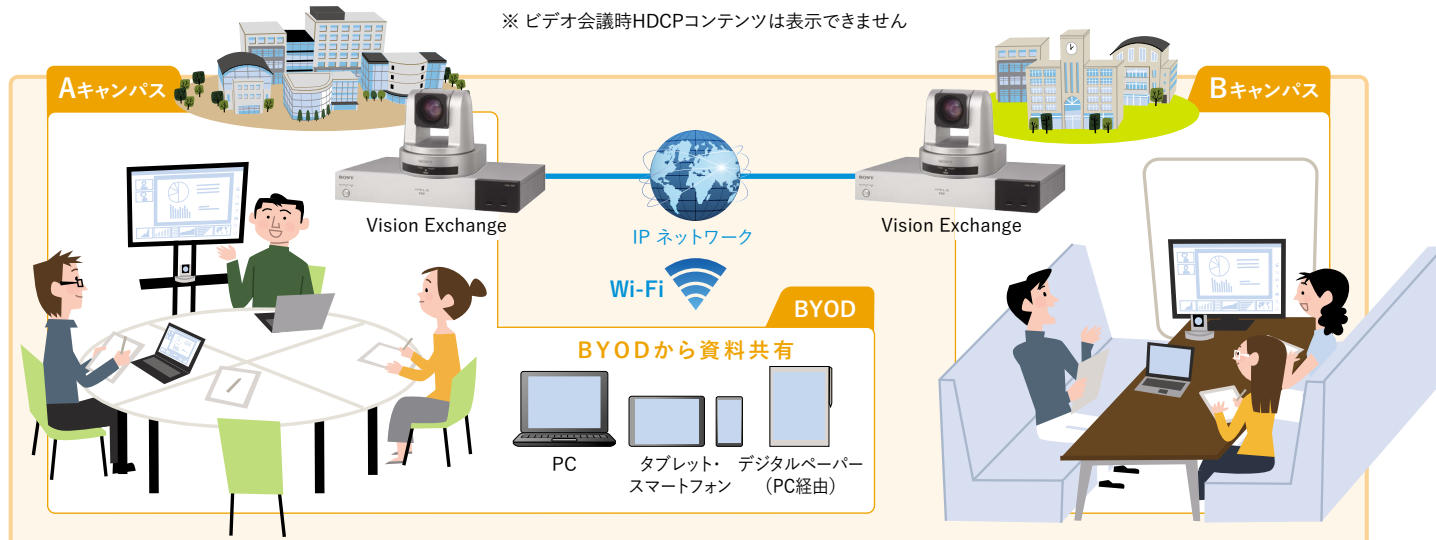 ※ ビデオ会議時HDCPコンテンツは表示できません
Aキャンパス
Bキャンパス
SONY
SONY
SONY
SONY
Vision Exchange
Vision Exchange
IP ネットワーク
Wi-Fi
BYOD
BYODから資料共有
PC
タブレット・
スマートフォン
デジタルペーパー
（PC経由）